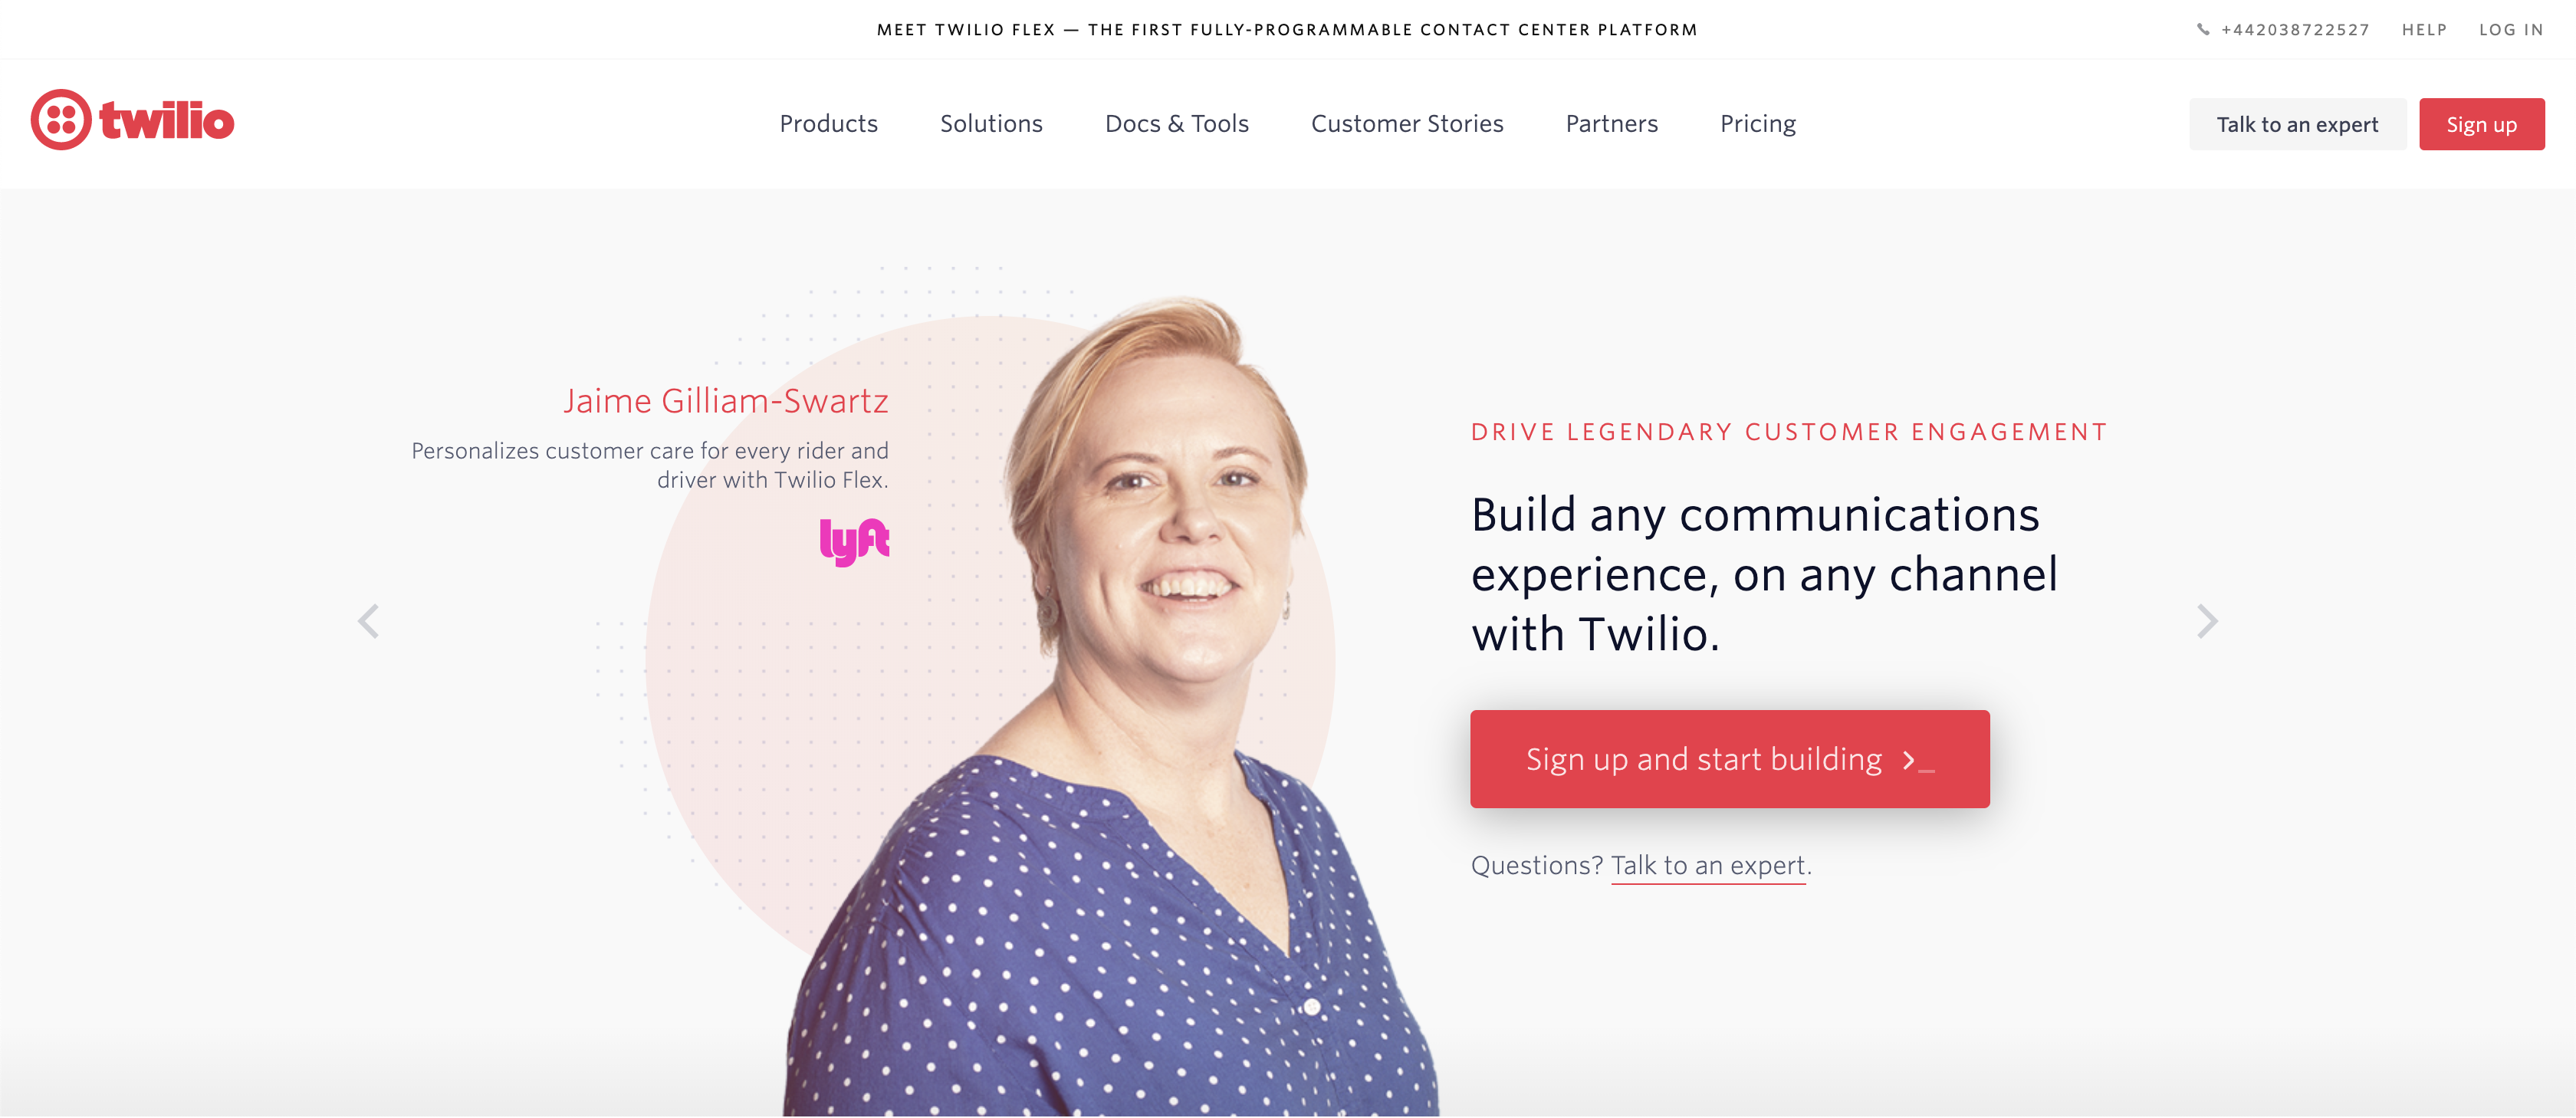 MEET TWILIO FLEX — THE FIRST FULLY-PROGRAMMABLE CONTACT CENTER PLATFORM
+442038722527
HELP
LOG IN
twilio
Products
Solutions
Docs & Tools
Customer Stories
Partners
Pricing
Talk to an expert
Sign up
Jaime Gilliam-Swartz
Personalizes customer care for every rider and
driver with Twilio Flex.
lyft
DRIVE LEGENDARY CUSTOMER ENGAGEMENT
Build any communications
experience, on any channel
with Twilio.
Sign up and start building >_
Questions? Talk to an expert.